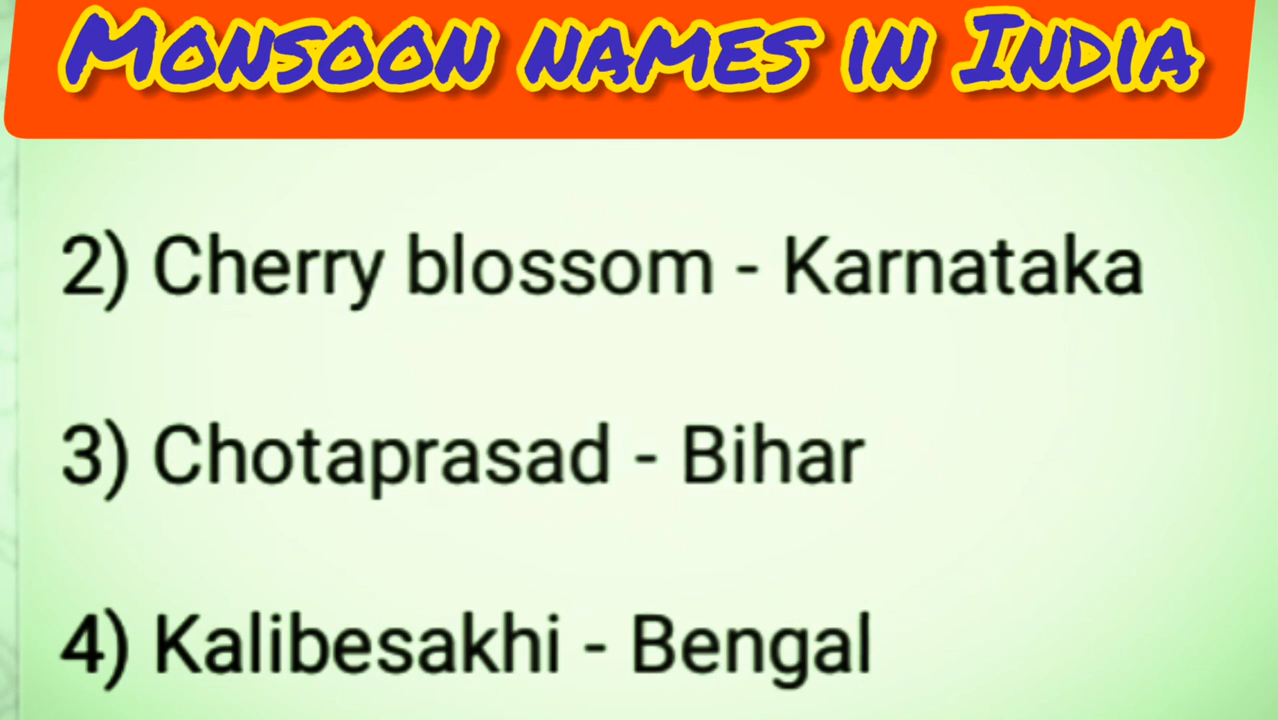 Monsoon names in India
2) Cherry blossom - Karnataka
3) Chotaprasad - Bihar
4) Kalibesakhi - Bengal